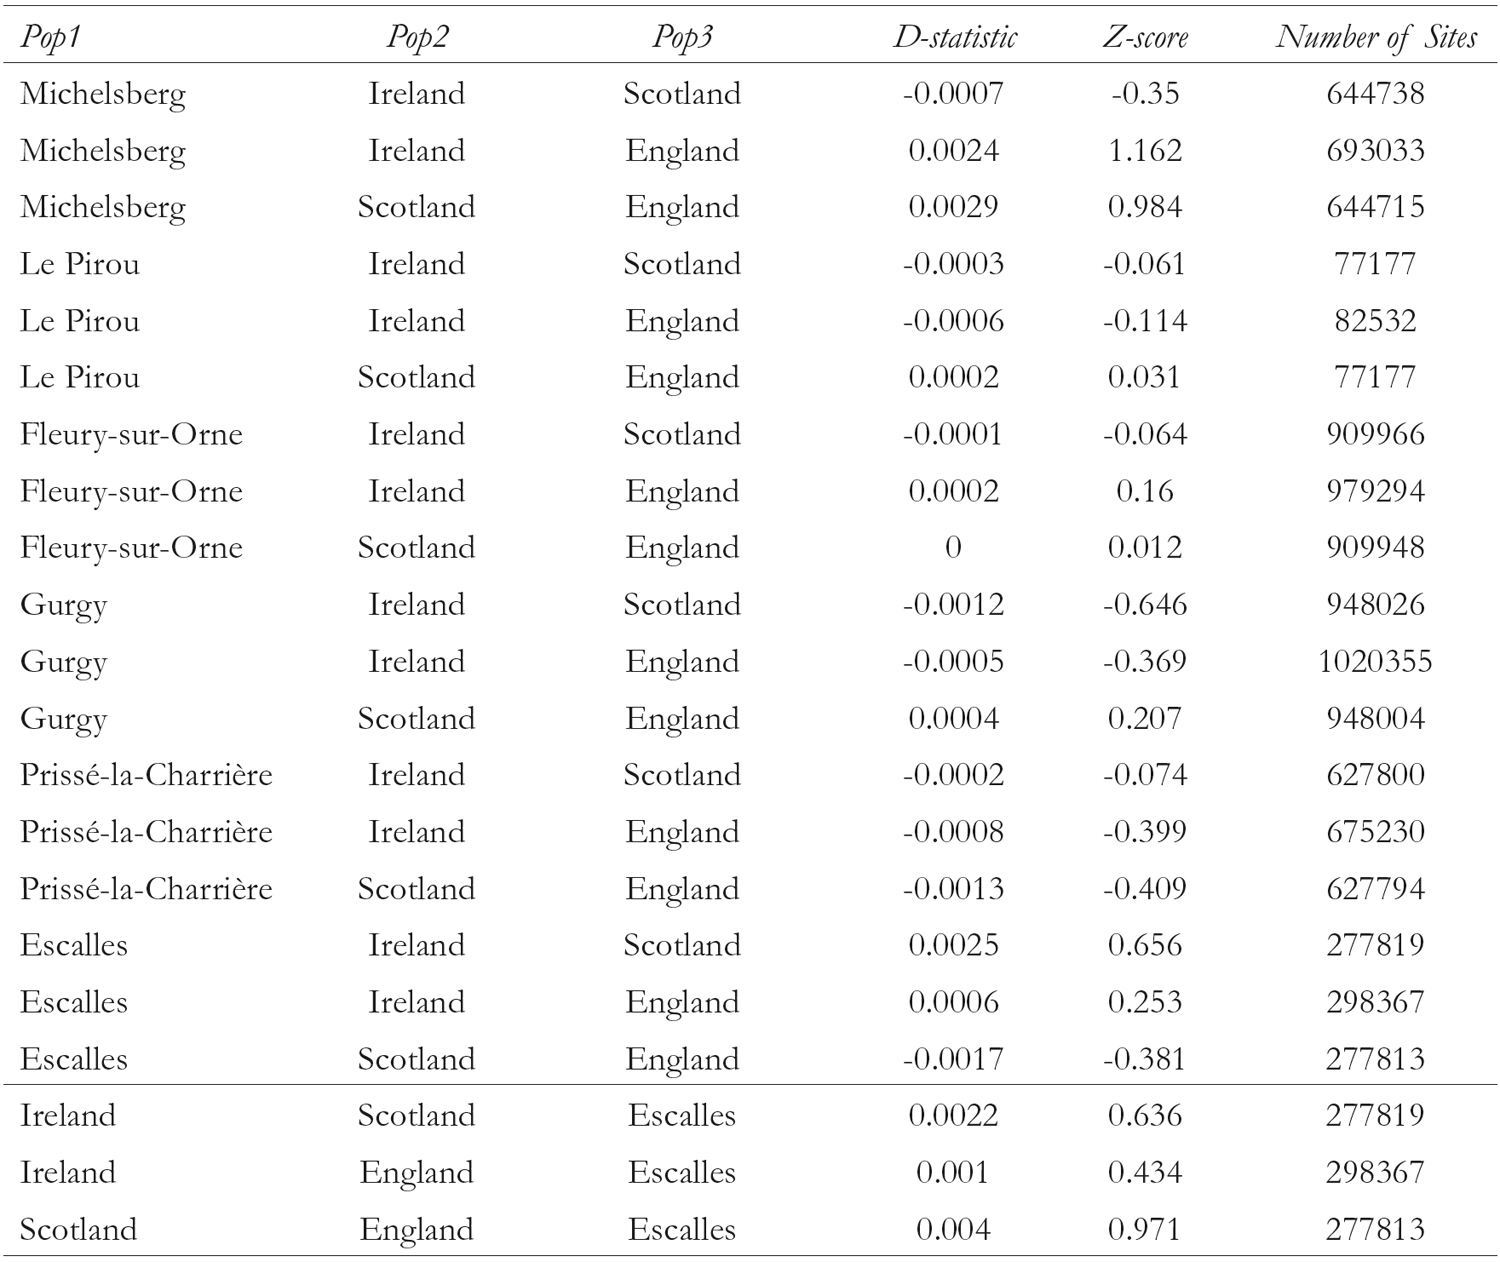 Pop1 Pop2 Pop3 D-statistic Z-score Number of Sites
Michelsberg Ireland Scotland -0.0007 -0.35 644738
Michelsberg Ireland England 0.0024 1.162 693033
Michelsberg Scotland England 0.0029 0.984 644715
Le Pirou Ireland Scotland -0.0003 -0.061 77177
Le Pirou Ireland England -0.0006 -0.114 82532
Le Pirou Scotland England 0.0002 0.031 77177
Fleury-sur-Orne Ireland Scotland -0.0001 -0.064 909966
Fleury-sur-Orne Ireland England 0.0002 0.16 979294
Fleury-sur-Orne Scotland England 0 0.012 909948
Gurgy Ireland Scotland -0.0012 -0.646 948026
Gurgy Ireland England -0.0005 -0.369 1020355
Gurgy Scotland England 0.0004 0.207 948004
Prissé-la-Charrière Ireland Scotland -0.0002 -0.074 627800
Prissé-la-Charrière Ireland England -0.0008 -0.399 675230
Prissé-la-Charrière Scotland England -0.0013 -0.409 627794
Escalles Ireland Scotland 0.0025 0.656 277819
Escalles Ireland England 0.0006 0.253 298367
Escalles Scotland England -0.0017 -0.381 277813
Ireland Scotland Escalles 0.0022 0.636 277819
Ireland England Escalles 0.001 0.434 298367
Scotland England Escalles 0.004 0.971 277813